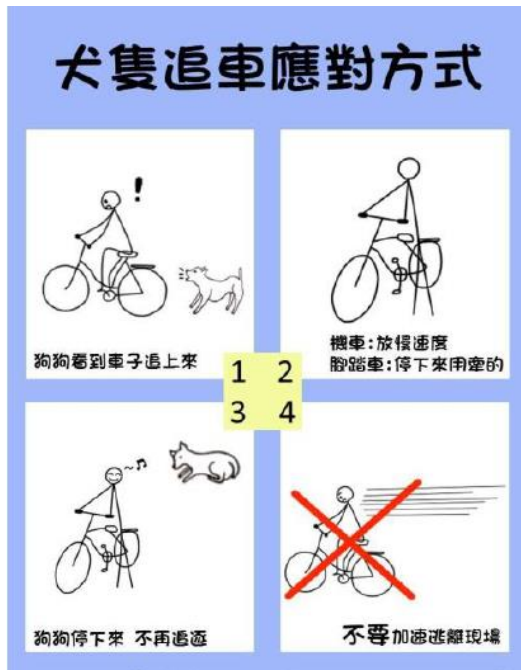 犬隻追車應對方式
狗狗看到車子追上來
機車:放慢速度
腳踏車:停下來用牽的
1 2
3 4
狗狗停下來 不再追逐
不要加速逃離現場